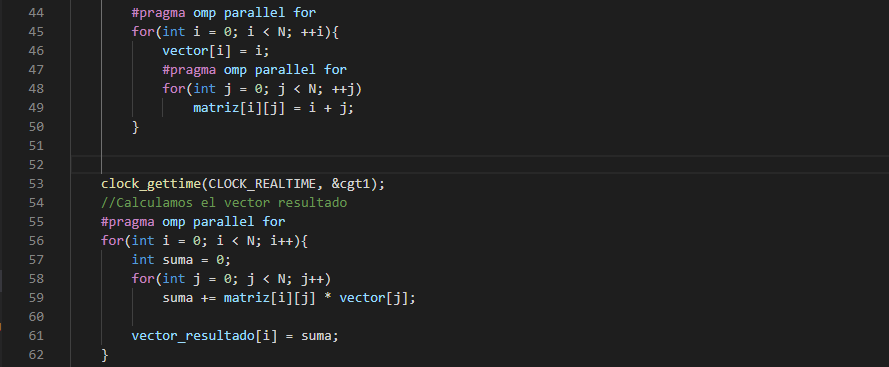 44 #pragma omp parallel for
45 for(int i = 0; i < N; ++i){
46 vector[i] = i;
47 #pragma omp parallel for
48 for(int j = 0; j < N; ++j)
49 matriz[i][j] = i + j;
50 }
51
52
53 clock_gettime(CLOCK_REALTIME, &cgt1);
54 //Calculamos el vector resultado
55 #pragma omp parallel for
56 for(int i = 0; i < N; i++){
57 int suma = 0;
58 for(int j = 0; j < N; j++)
59 suma += matriz[i][j] * vector[j];
60
61 vector_resultado[i] = suma;
62 }